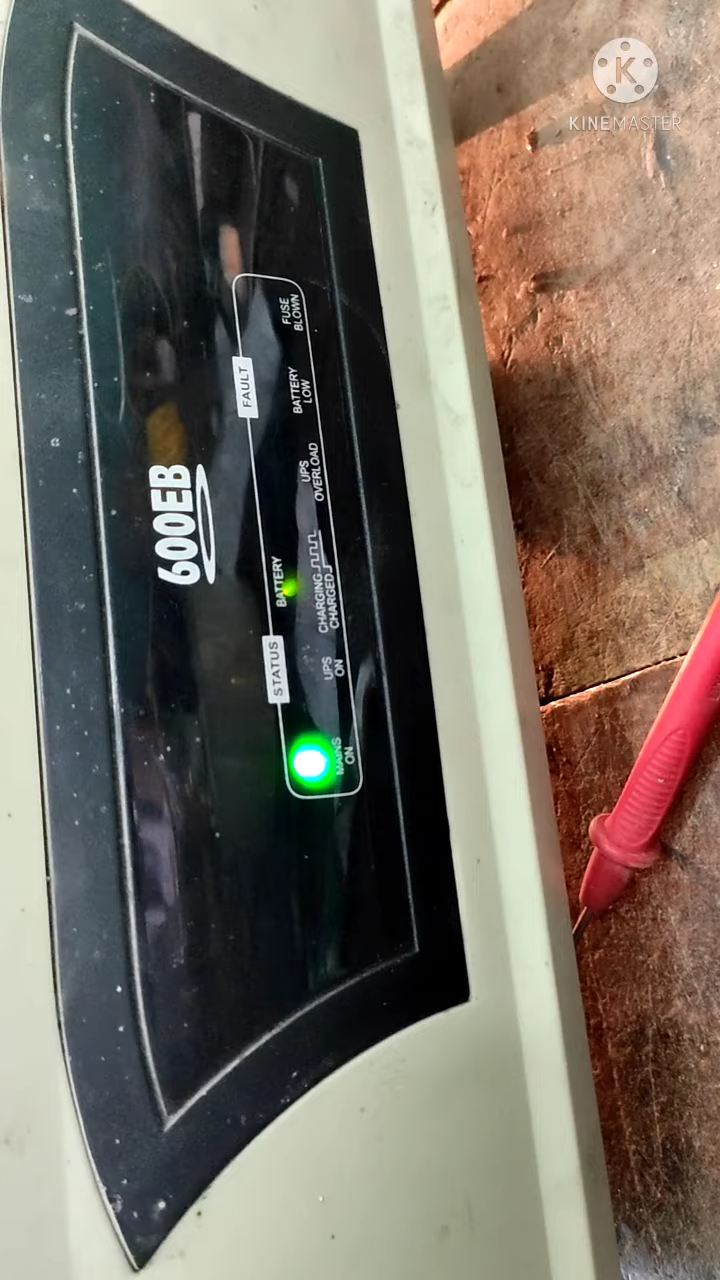 KINEMASTER
600EB
STATUS
FAULT
BATTERY
MAINS
ON
UPS
ON
CHARGING
CHARGED
UPS
OVERLOAD
BATTERY
LOW
FUSE
BLOWN